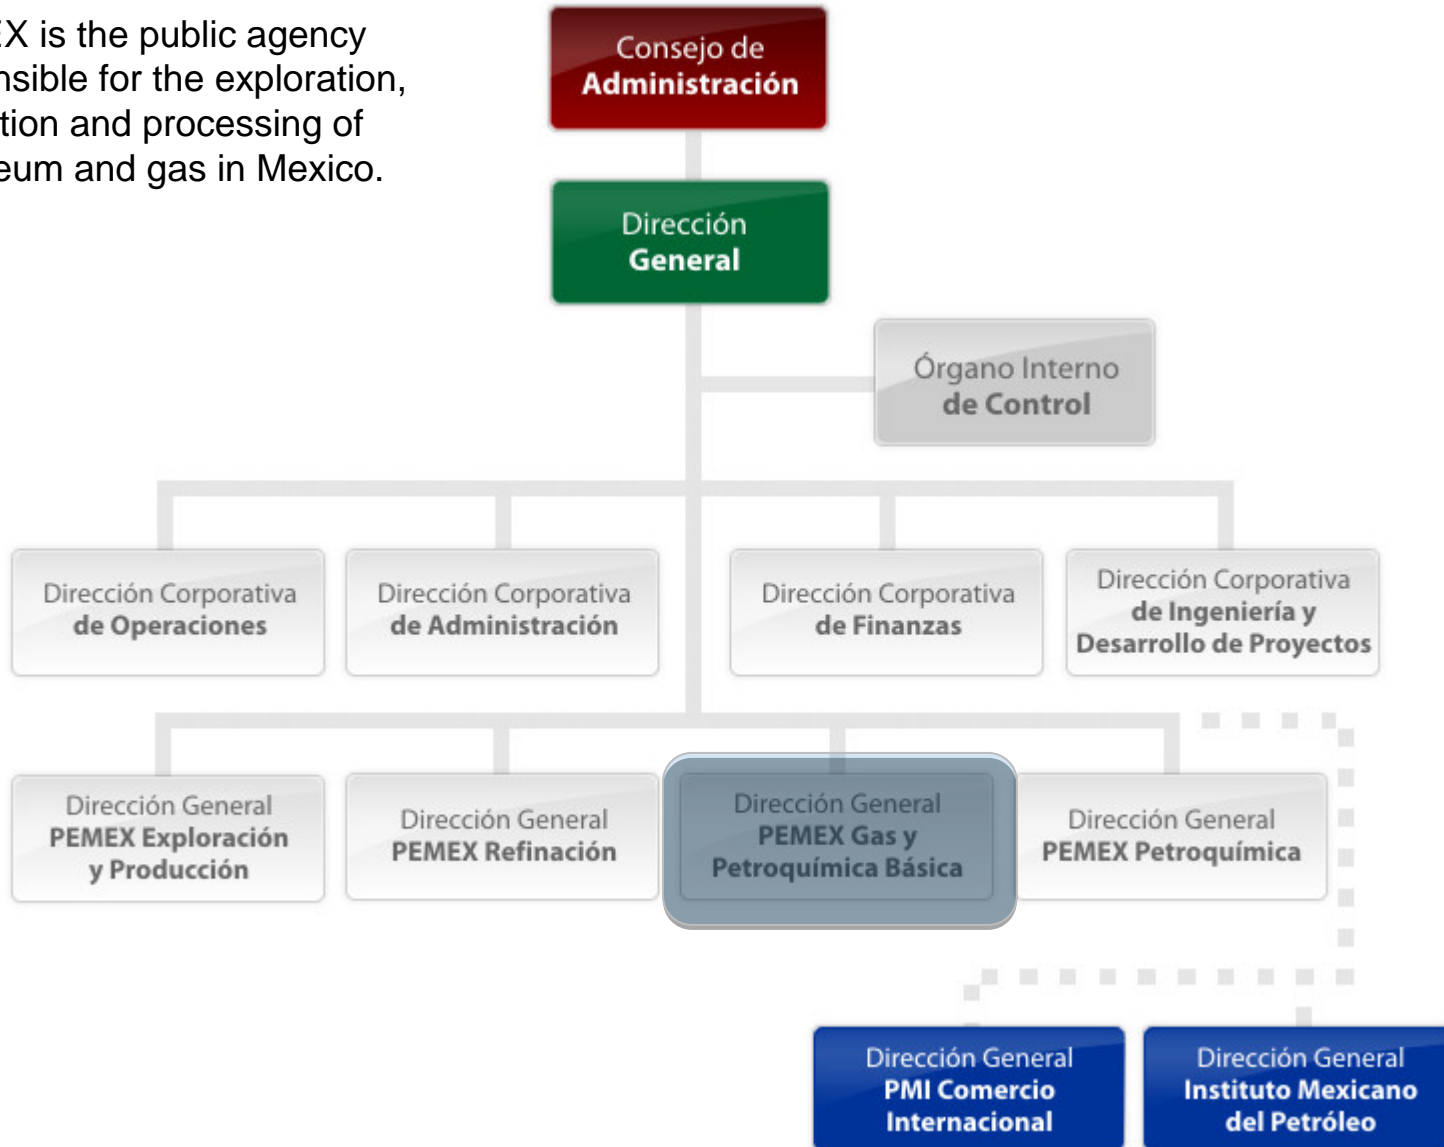 EX is the public agency
nsible for the exploration,
tion and processing of
eum and gas in Mexico.
Consejo de
Administración
Dirección
General
Órgano Interno
de Control
Dirección Corporativa
de Operaciones
Dirección Corporativa
de Administración
Dirección Corporativa
de Finanzas
Dirección Corporativa
de Ingeniería y
Desarrollo de Proyectos
Dirección General
PEMEX Exploración
y Producción
Dirección General
PEMEX Refinación
Dirección General
PEMEX Gas y
Petroquímica Básica
Dirección General
PEMEX Petroquímica
Dirección General
PMI Comercio
Internacional
Dirección General
Instituto Mexicano
del Petróleo